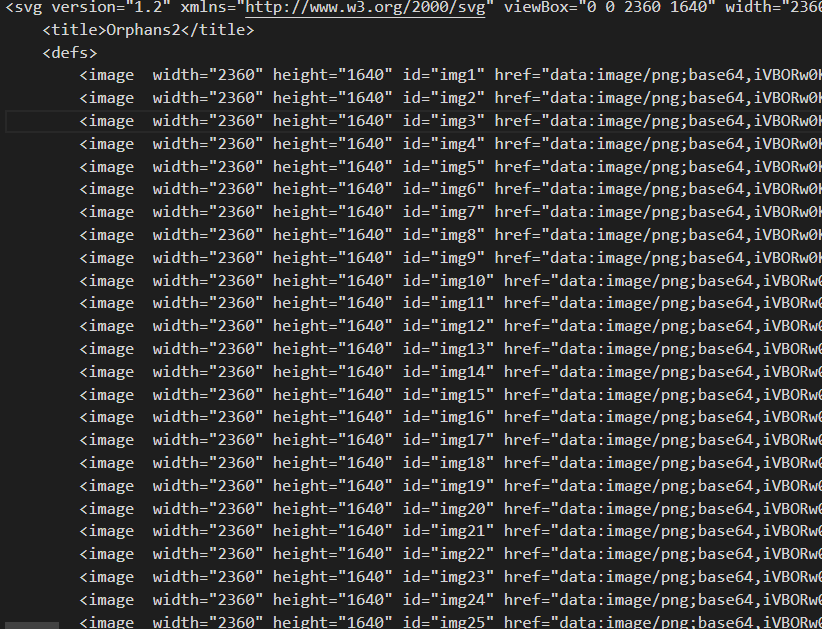 <svg version="1.2" xmlns="http://www.w3.org/2000/svg" viewBox="0 0 2360 1640" width="2360
<title>Orphans2</title>
<defs>
<image width="2360" height="1640" id="img1" href="data:image/png;base64,iVBORw0K
<image width="2360" height="1640" id="img2" href="data:image/png;base64,iVBORw0K
<image width="2360" height="1640" id="img3" href="data:image/png;base64,iVBORw0K
<image width="2360" height="1640" id="img4" href="data:image/png;base64,iVBORw0K
<image width="2360" height="1640" id="img5" href="data:image/png;base64,iVBORw0K
<image width="2360" height="1640" id="img6" href="data:image/png;base64,iVBORw0K
<image width="2360" height="1640" id="img7" href="data:image/png;base64,iVBORw0K
<image width="2360" height="1640" id="img8" href="data:image/png;base64,iVBORw0K
<image width="2360" height="1640" id="img9" href="data:image/png;base64,iVBORw0K
<image width="2360" height="1640" id="img10" href="data:image/png;base64,iVBORw0
<image width="2360" height="1640" id="img11" href="data:image/png;base64,iVBORw0
<image width="2360" height="1640" id="img12" href="data:image/png;base64,iVBORw0
<image width="2360" height="1640" id="img13" href="data:image/png;base64,iVBORw0
<image width="2360" height="1640" id="img14" href="data:image/png;base64,iVBORw0
<image width="2360" height="1640" id="img15" href="data:image/png;base64,iVBORw0
<image width="2360" height="1640" id="img16" href="data:image/png;base64,iVBORw0
<image width="2360" height="1640" id="img17" href="data:image/png;base64,iVBORw0
<image width="2360" height="1640" id="img18" href="data:image/png;base64,iVBORw0
<image width="2360" height="1640" id="img19" href="data:image/png;base64,iVBORw0
<image width="2360" height="1640" id="img20" href="data:image/png;base64,iVBORw0
<image width="2360" height="1640" id="img21" href="data:image/png;base64,iVBORw0
<image width="2360" height="1640" id="img22" href="data:image/png;base64,iVBORw0
<image width="2360" height="1640" id="img23" href="data:image/png;base64,iVBORw0
<image width="2360" height="1640" id="img24" href="data:image/png;base64,iVBORw0
<image width="2360" height="1640" id="img25" href="data:image/png;base64,iVBORw0